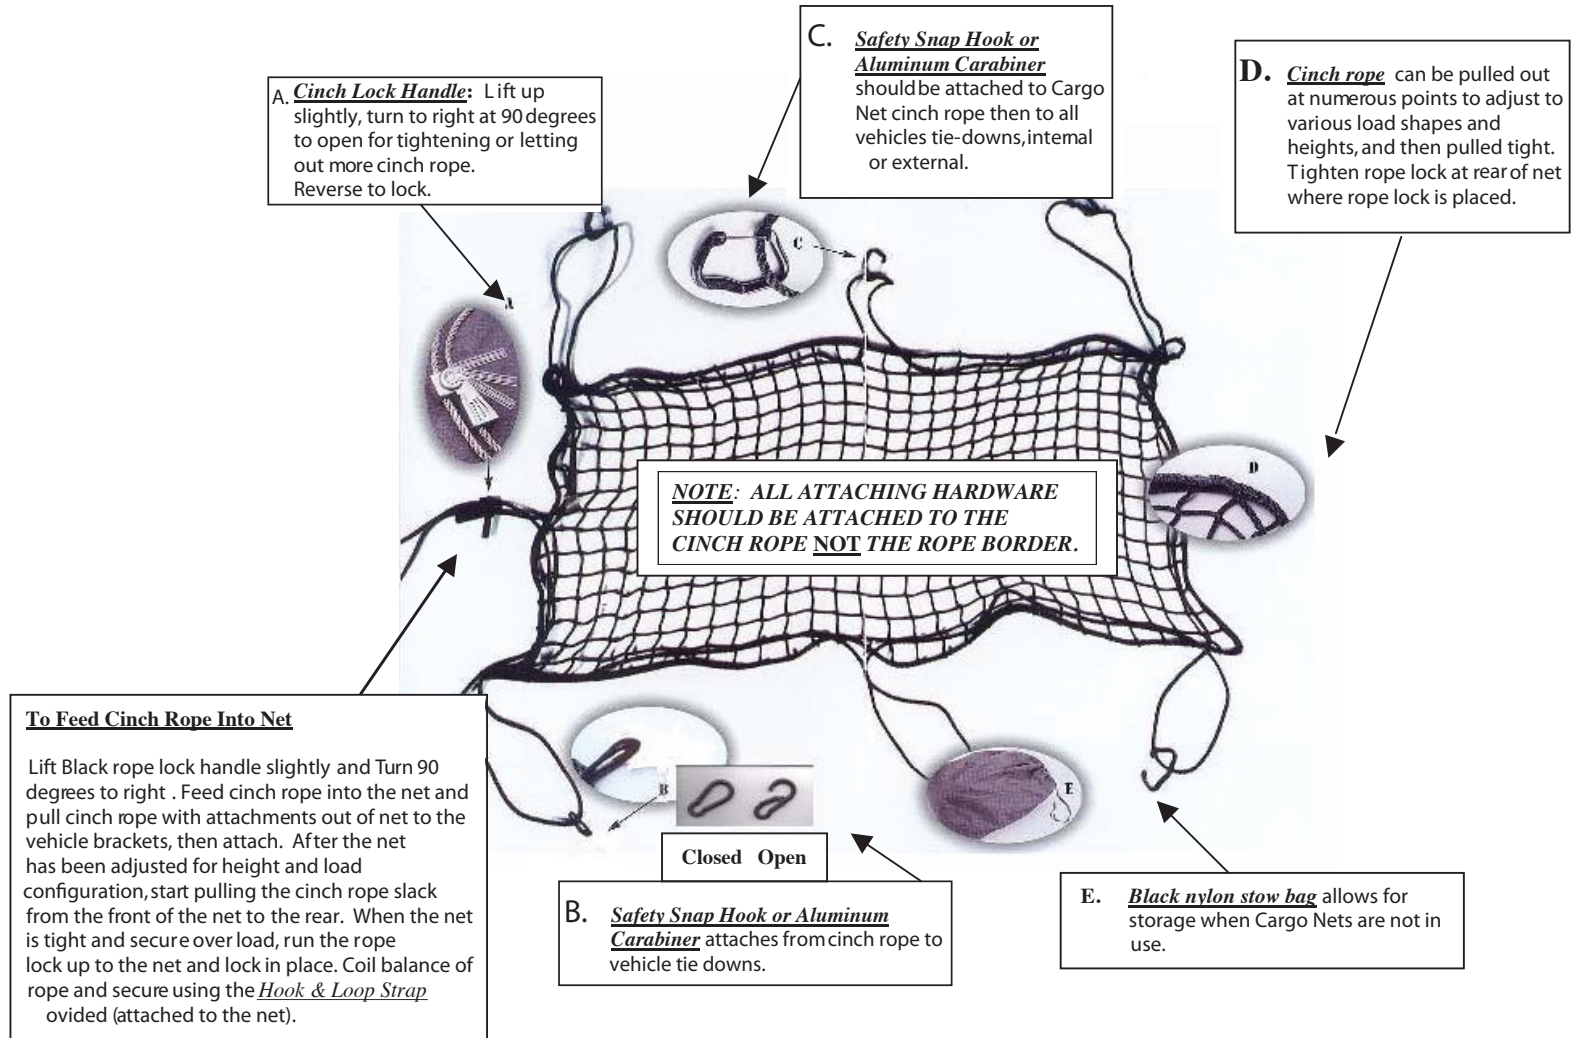 A. Cinch Lock Handle: Lift up
slightly, turn to right at 90 degrees
to open for tightening or letting
out more cinch rope.
Reverse to lock.
C. Safety Snap Hook or
Aluminum Carabiner
should be attached to Cargo
Net cinch rope then to all
vehicles tie-downs, internal
or external.
D. Cinch rope can be pulled out
at numerous points to adjust to
various load shapes and
heights, and then pulled tight.
Tighten rope lock at rear of net
where rope lock is placed.
A
C
D
NOTE: ALL ATTACHING HARDWARE
SHOULD BE ATTACHED TO THE
CINCH ROPE NOT THE ROPE BORDER.
To Feed Cinch Rope Into Net
Lift Black rope lock handle slightly and Turn 90
degrees to right . Feed cinch rope into the net and
pull cinch rope with attachments out of net to the
vehicle brackets, then attach. After the net
has been adjusted for height and load
configuration, start pulling the cinch rope slack
from the front of the net to the rear. When the net
is tight and secure over load, run the rope
lock up to the net and lock in place. Coil balance of
rope and secure using the Hook & Loop Strap
ovided (attached to the net).
B
E
Closed Open
B. Safety Snap Hook or Aluminum
Carabiner attaches from cinch rope to
vehicle tie downs.
E. Black nylon stow bag allows for
storage when Cargo Nets are not in
use.